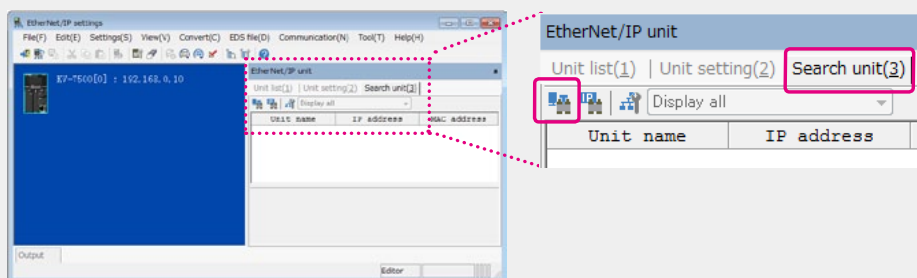 EtherNet/IP settings
File(F) Edit(E) Settings(S) View(V) Convert(C) EDS file(D) Communication(N) Tool(T) Help(H)
KV-7500[0] : 192.168.0.10
EtherNet/IP unit
Unit list(1) Unit setting(2) Search unit(3)
Display all
Unit name IP address MAC address
Output
Editor
EtherNet/IP unit
Unit list(1) Unit setting(2) Search unit(3)
IP Display all
Unit name IP address